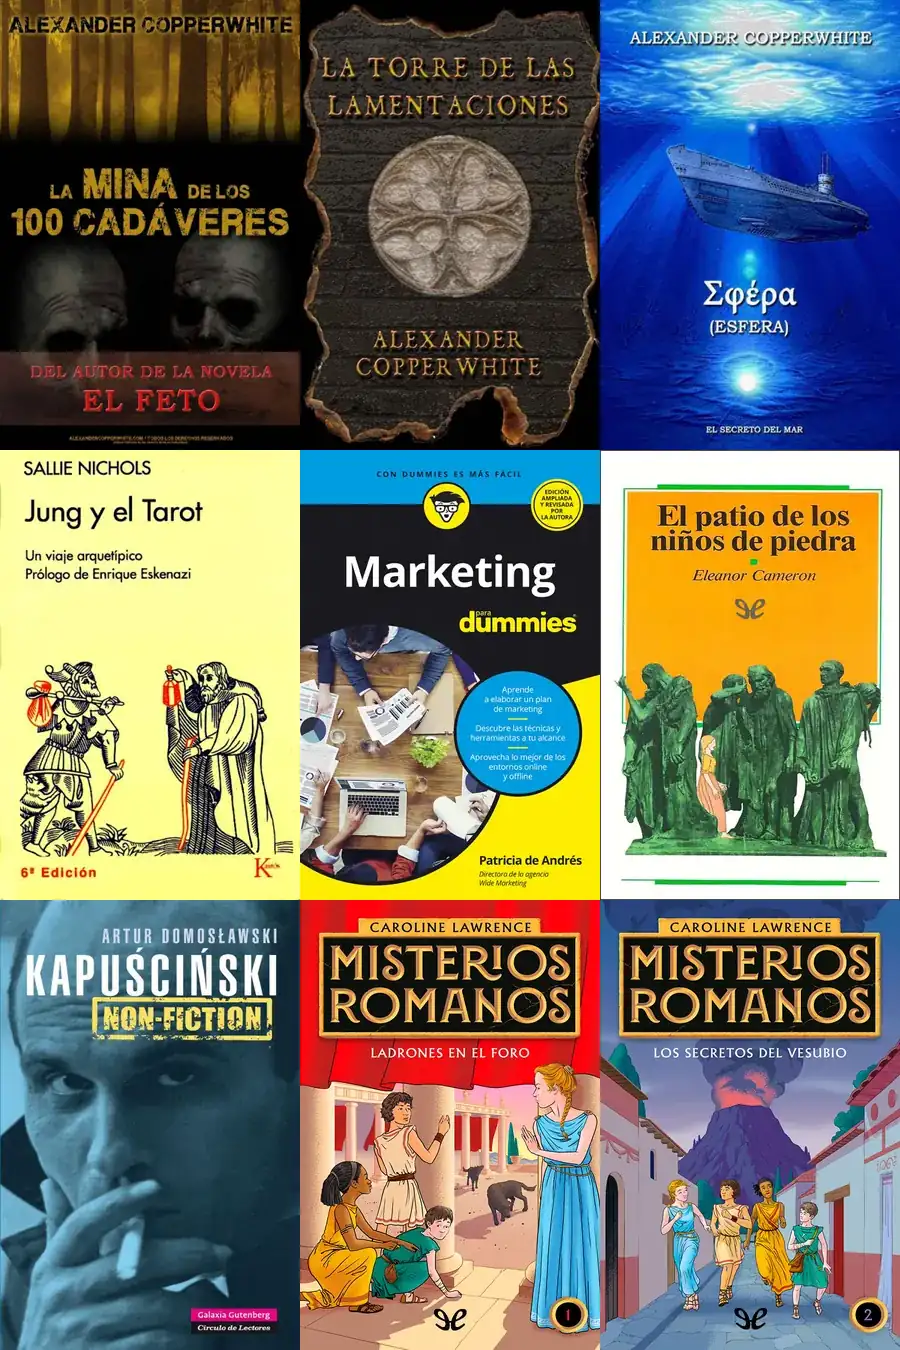 ALEXANDER COPPERWHITE
LA MINA DE LOS
100 CADÁVERES
DEL AUTOR DE LA NOVELA
EL FETO
LA TORRE DE LAS
LAMENTACIONES
ALEXANDER
COPPERWHITE
ALEXANDER COPPERWHITE
Σφέρα
(ESFERA)
EL SECRETO DEL MAR
SALLIE NICHOLS
Jung y el Tarot
Un viaje arquetípico
Prólogo de Enrique Eskenazi
6ª Edición
CON DUMMIES ES MÁS FÁCIL
EDICIÓN
AMPLIADA
Y REVISADA
POR
LA AUTORA
Marketing
para
dummies
Aprende
a elaborar un plan
de marketing
Descubre las técnicas y
herramientas a tu alcance
Aprovecha lo mejor de los
entornos online
y offline
Patricia de Andrés
Directora de la agencia
Wide Marketing
El patio de los
niños de piedra
Eleanor Cameron
ARTUR DOMOSŁAWSKI
KAPUŚCIŃSKI
NON-FICTION
Galaxia Gutenberg
Círculo de Lectores
CAROLINE LAWRENCE
MISTERIOS
ROMANOS
LADRONES EN EL FORO
1
CAROLINE LAWRENCE
MISTERIOS
ROMANOS
LOS SECRETOS DEL VESUBIO
2